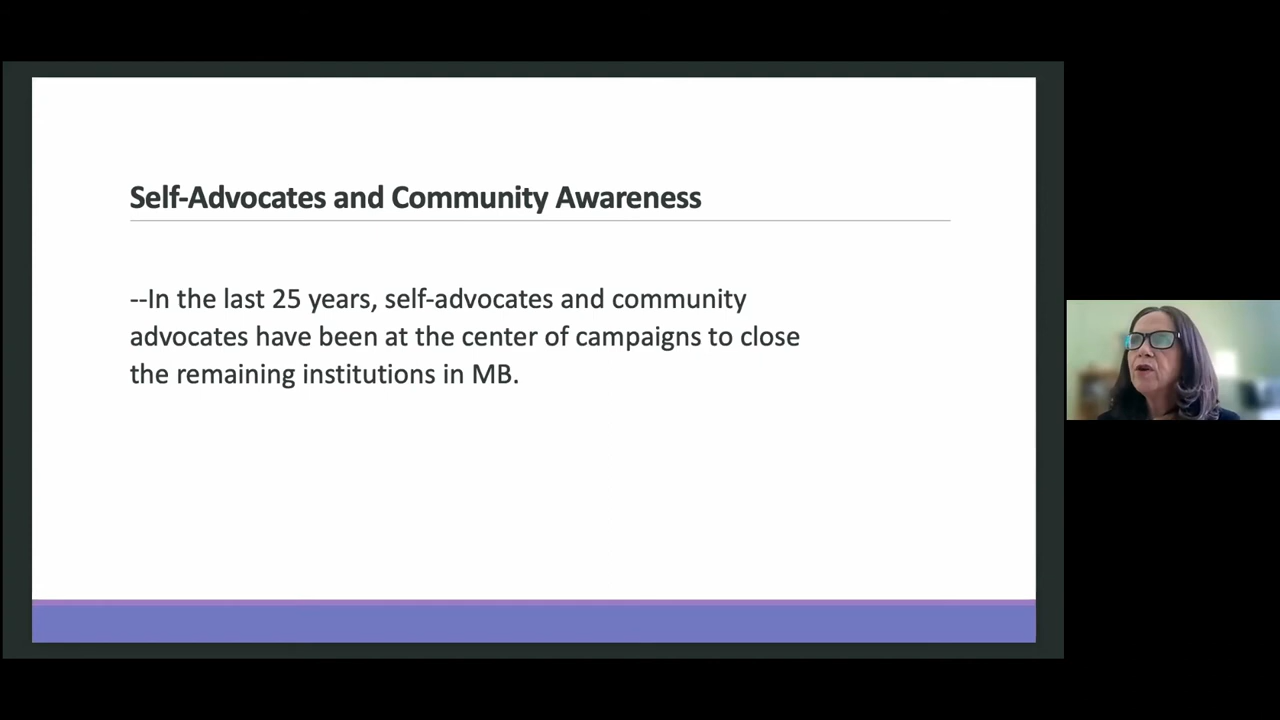 Self-Advocates and Community Awareness
--In the last 25 years, self-advocates and community
advocates have been at the center of campaigns to close
the remaining institutions in MB.